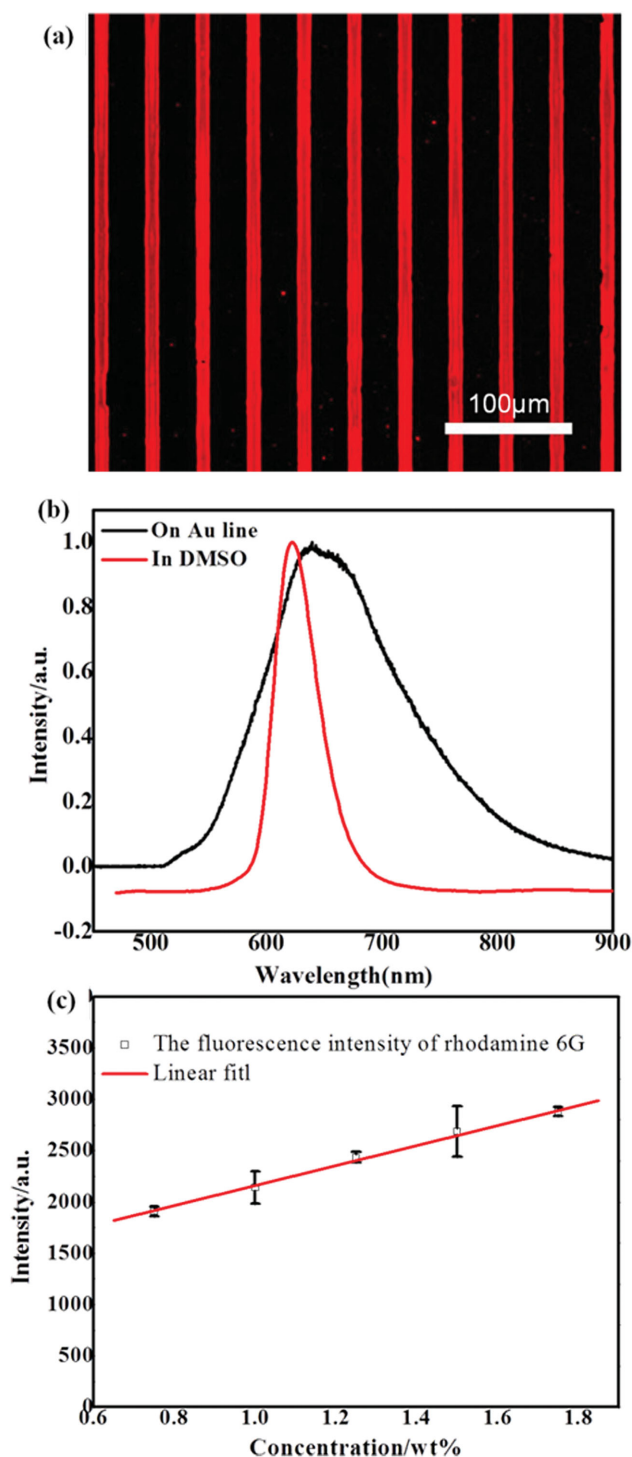 (a)
100μm
(b)
On Au line
In DMSO
1.0
0.8
0.6
0.4
0.2
0.0
-0.2
Intensity/a.u.
500 600 700 800 900
Wavelength(nm)
(c)
The fluorescence intensity of rhodamine 6G
Linear fitl
3500
3000
2500
2000
1500
1000
500
0
Intensity/a.u.
0.6 0.8 1.0 1.2 1.4 1.6 1.8
Concentration/wt%